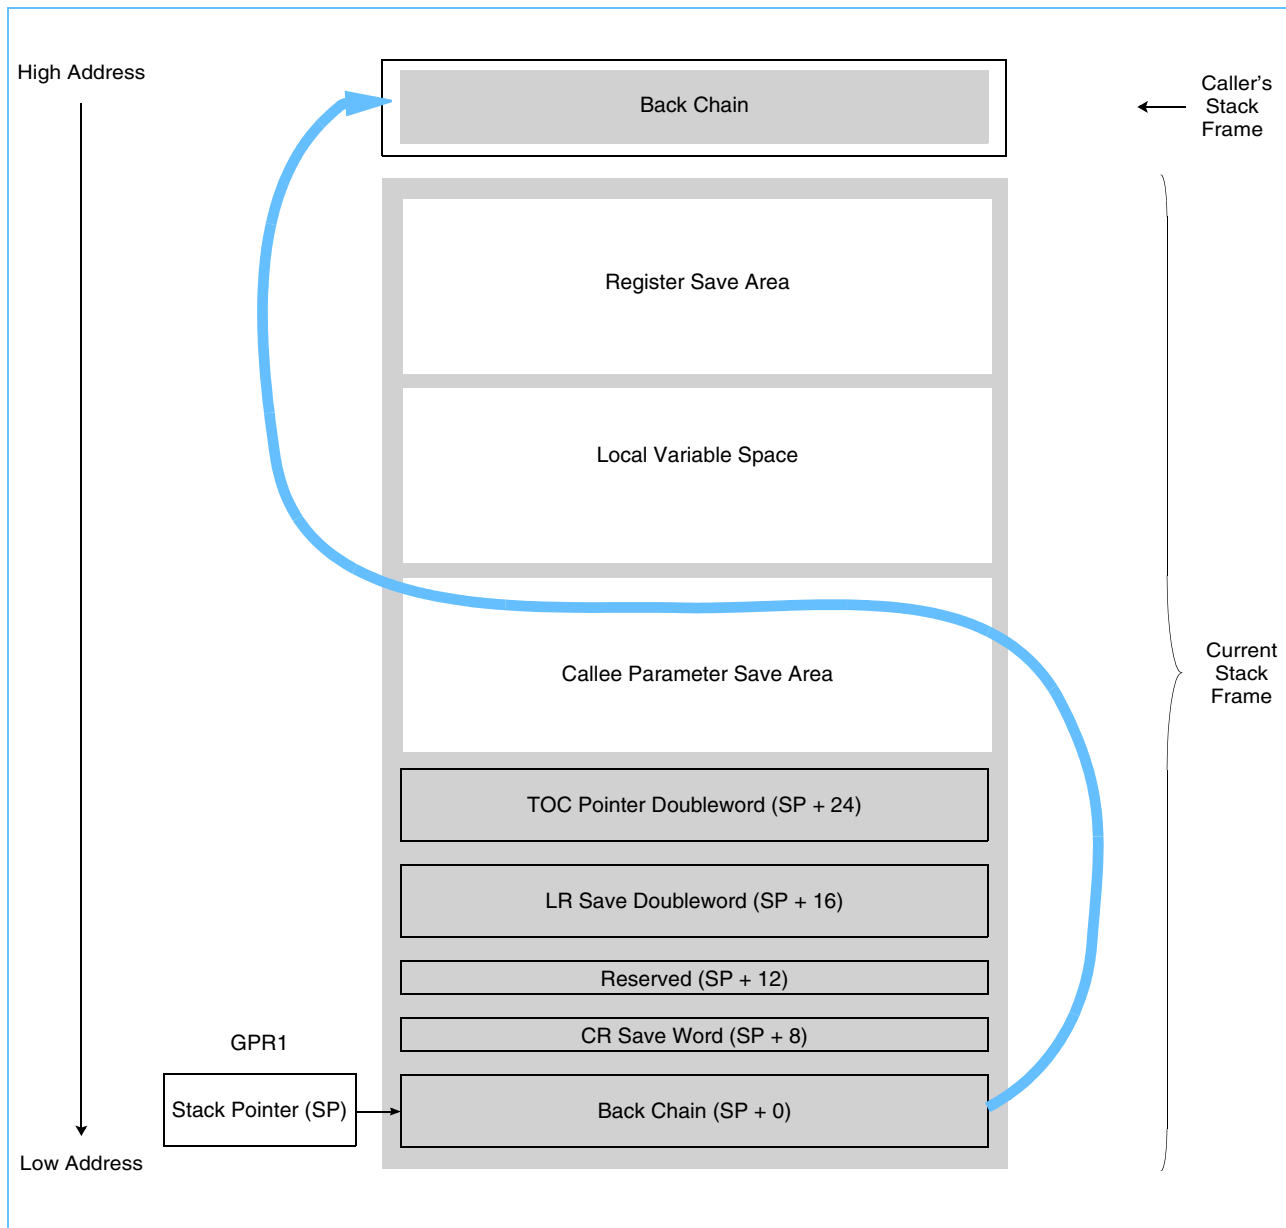 High Address
Back Chain
Caller's
Stack
Frame
Register Save Area
Local Variable Space
Callee Parameter Save Area
Current
Stack
Frame
TOC Pointer Doubleword (SP + 24)
LR Save Doubleword (SP + 16)
Reserved (SP + 12)
CR Save Word (SP + 8)
GPR1
Stack Pointer (SP)
Back Chain (SP + 0)
Low Address